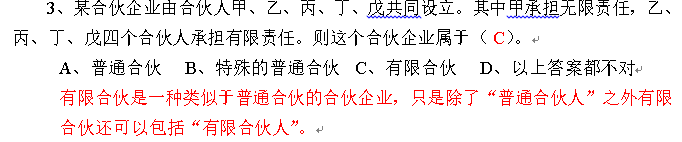 3、某合伙企业由合伙人甲、乙、丙、丁、戊共同设立。其中甲承担无限责任，乙、
丙、丁、戊四个合伙人承担有限责任。则这个合伙企业属于（ C）。
A、普通合伙 B、特殊的普通合伙 C、有限合伙 D、以上答案都不对
有限合伙是一种类似于普通合伙的合伙企业，只是除了“普通合伙人”之外有限
合伙还可以包括“有限合伙人”。